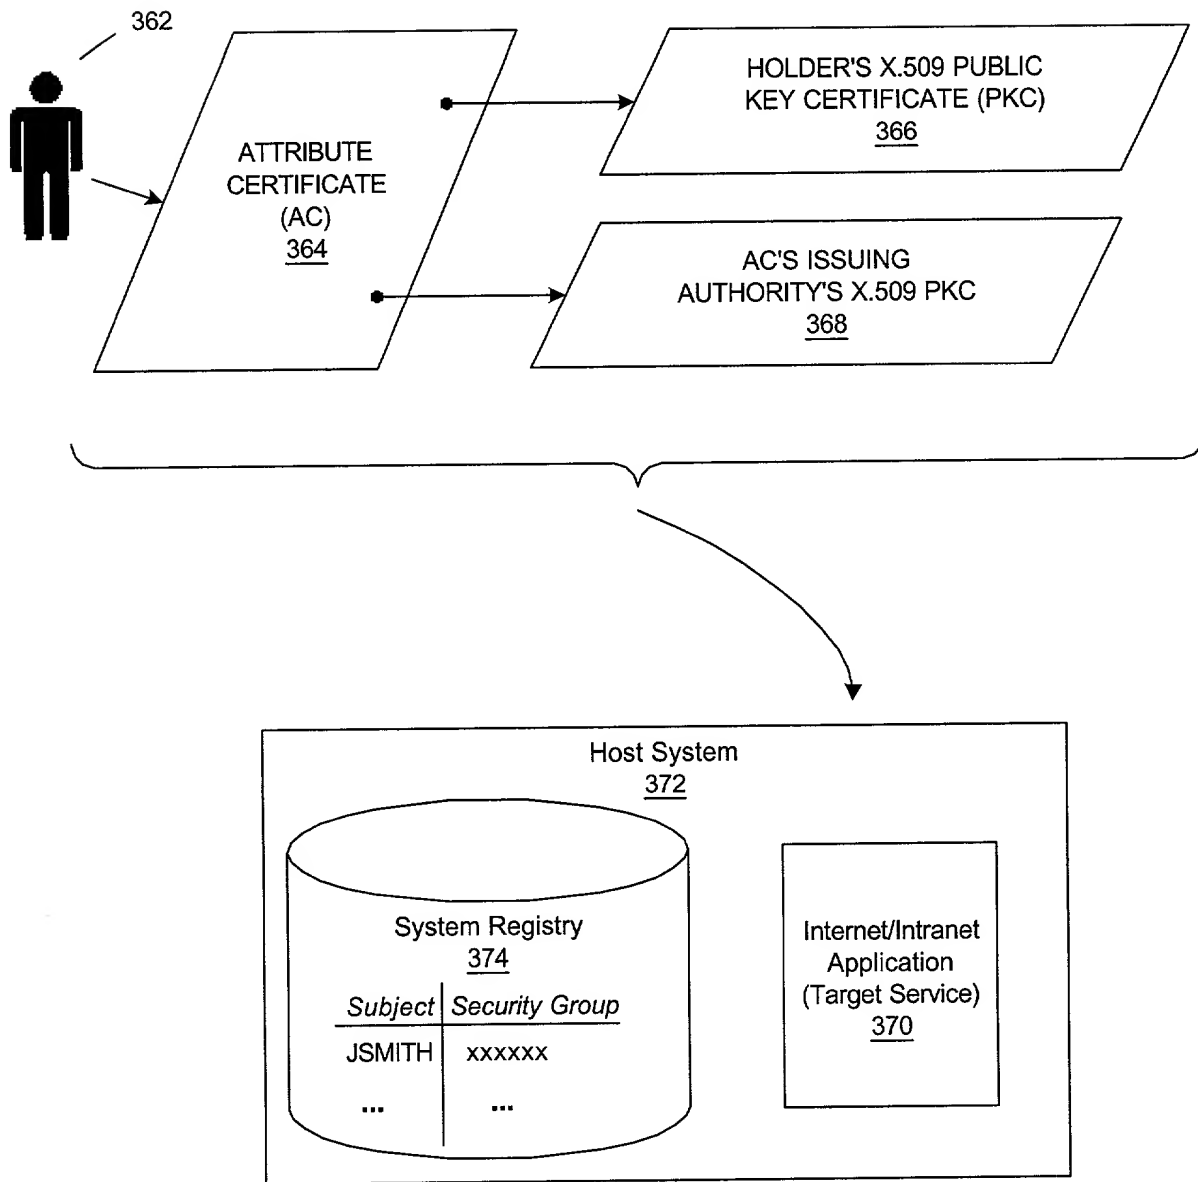 362
ATTRIBUTE
CERTIFICATE
(AC)
364
HOLDER'S X.509 PUBLIC
KEY CERTIFICATE (PKC)
366
AC'S ISSUING
AUTHORITY'S X.509 PKC
368
Host System
372
System Registry
374
Subject Security Group
JSMITH xxxxxx
... ...
Internet/Intranet
Application
(Target Service)
370